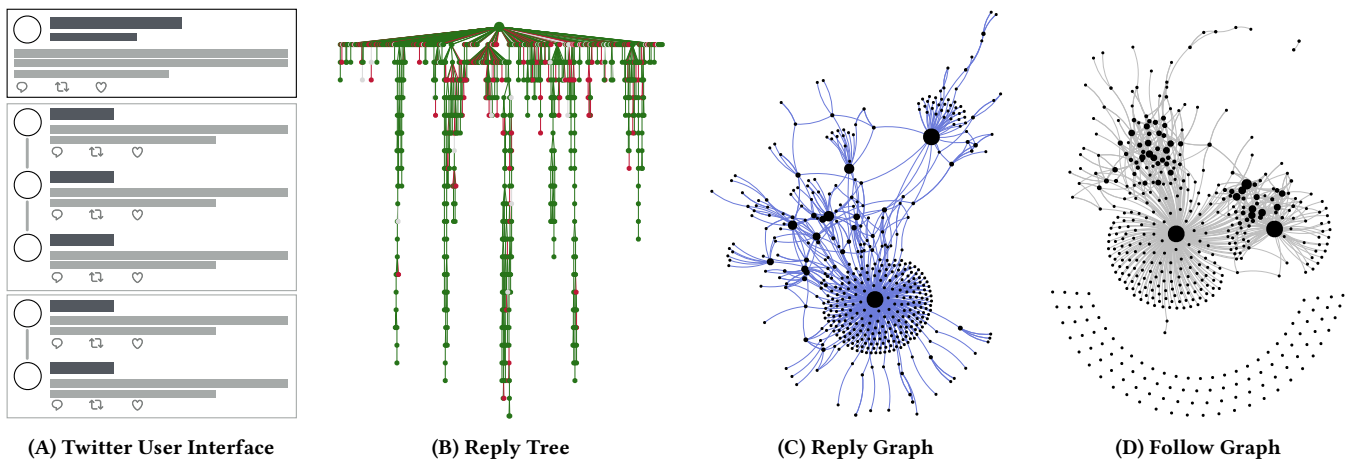 (A) Twitter User Interface
(B) Reply Tree
(C) Reply Graph
(D) Follow Graph